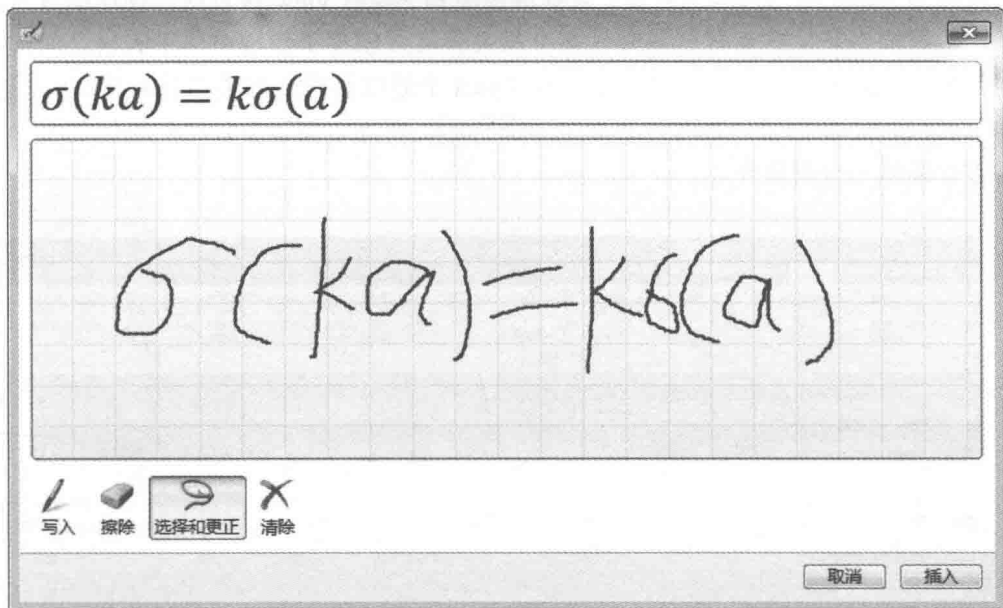 σ(ka) = kσ(a)
σ(ka)=kσ(a)
写入 擦除 选择和更正 清除
取消 插入